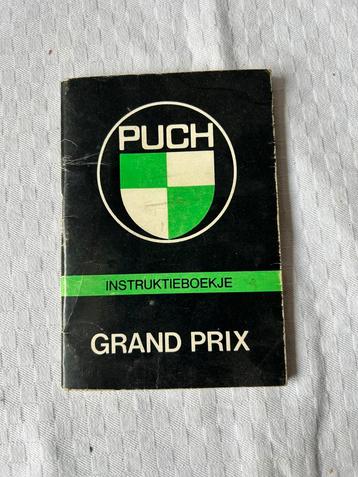 PUCH
INSTRUKTIEBOEKJE
GRAND PRIX